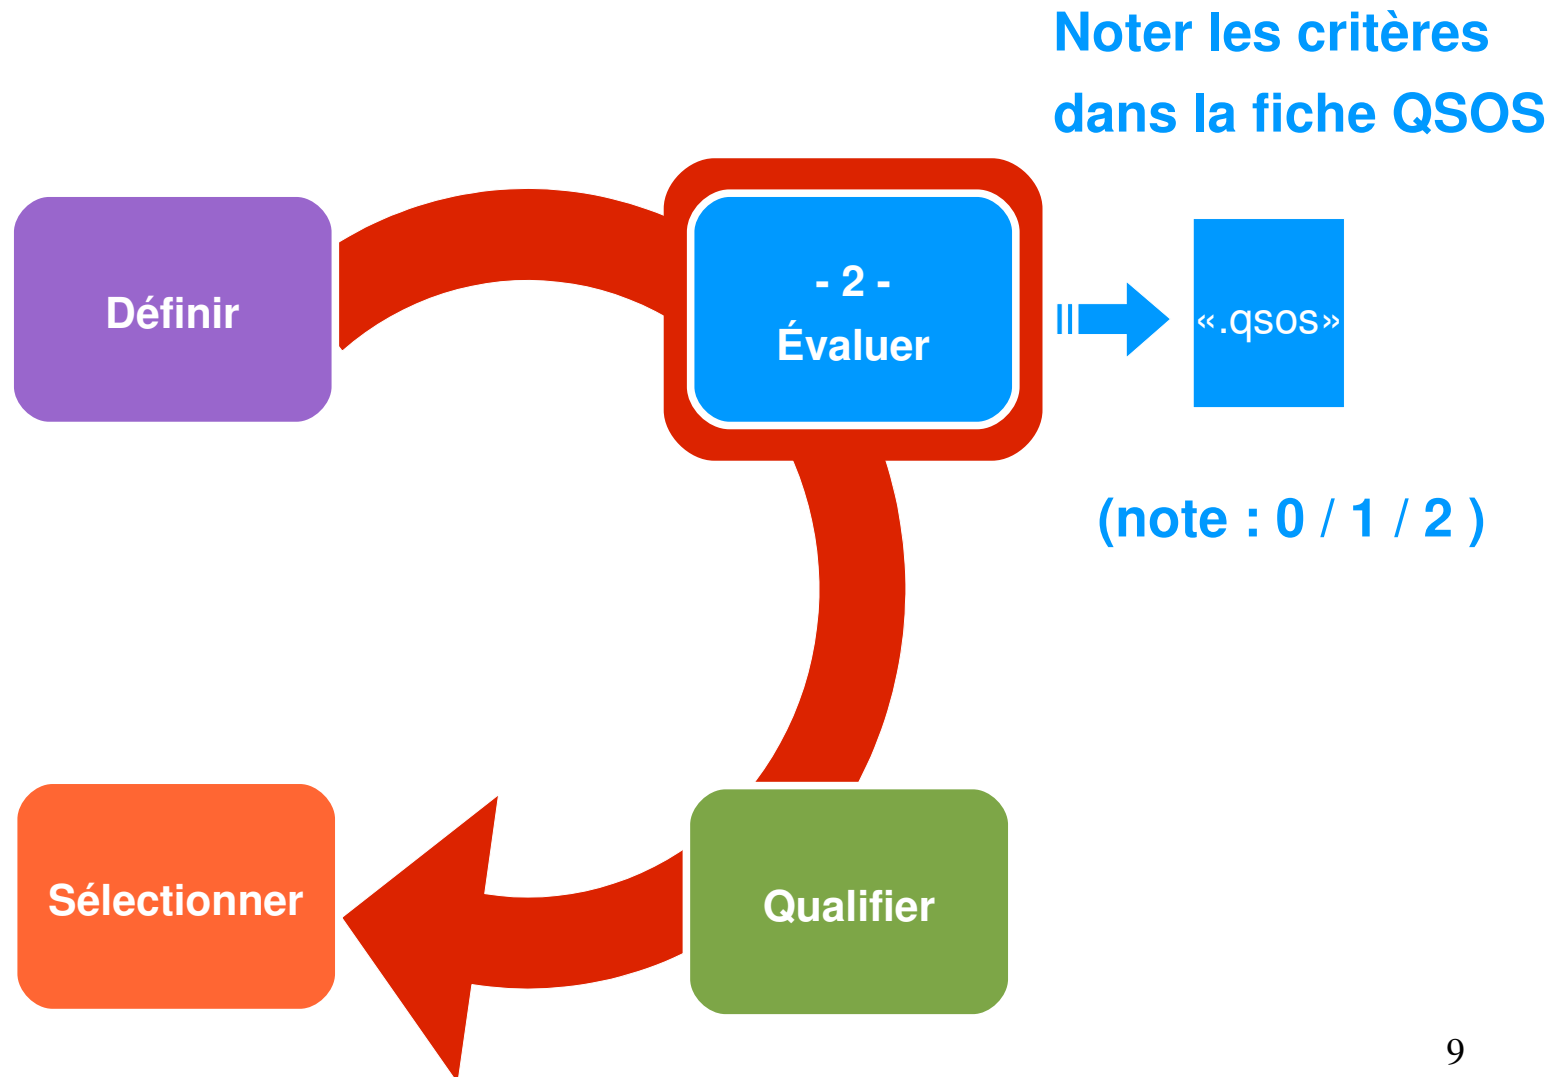 Noter les critères
dans la fiche QSOS
Définir
- 2 -
Évaluer
«.qsos»
(note : 0 / 1 / 2 )
Sélectionner
Qualifier
9